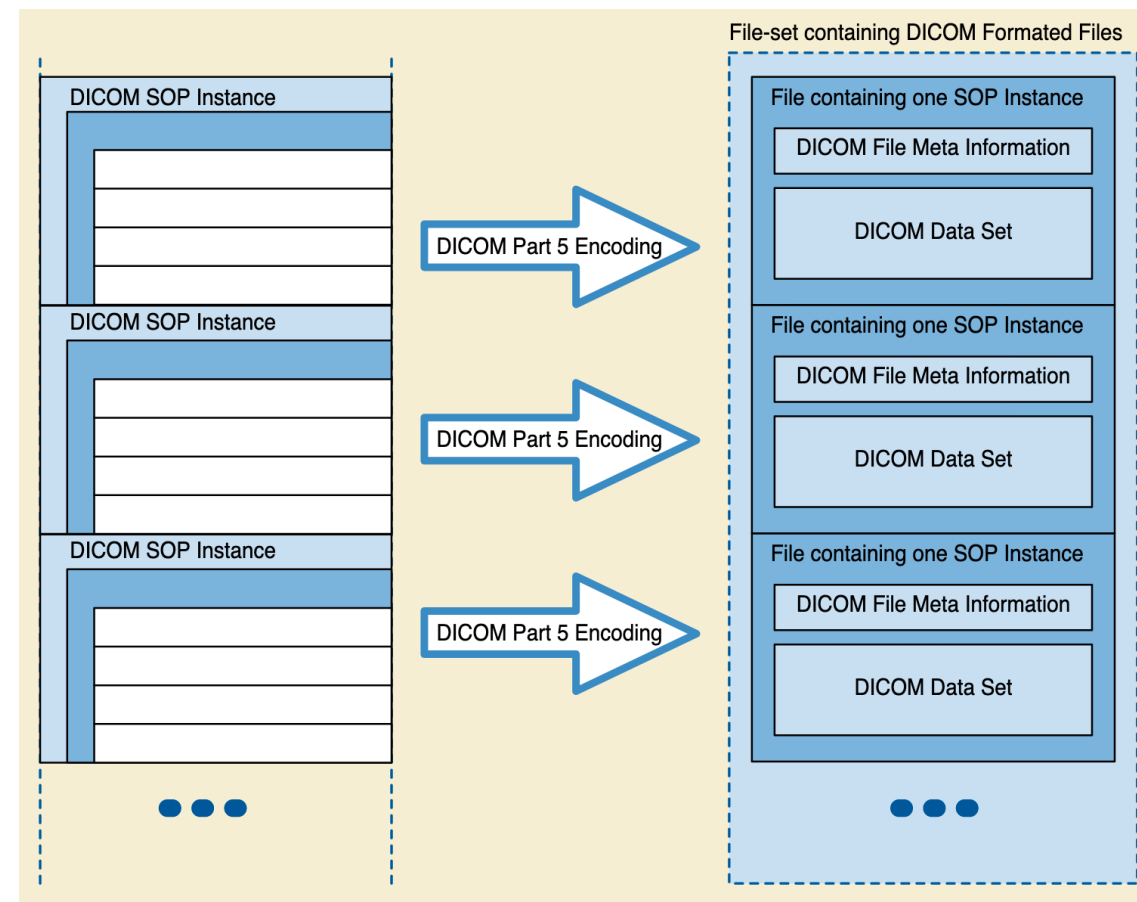 File-set containing DICOM Formated Files
DICOM SOP Instance
DICOM Part 5 Encoding
File containing one SOP Instance
DICOM File Meta Information
DICOM Data Set
DICOM SOP Instance
DICOM Part 5 Encoding
File containing one SOP Instance
DICOM File Meta Information
DICOM Data Set
DICOM SOP Instance
DICOM Part 5 Encoding
File containing one SOP Instance
DICOM File Meta Information
DICOM Data Set